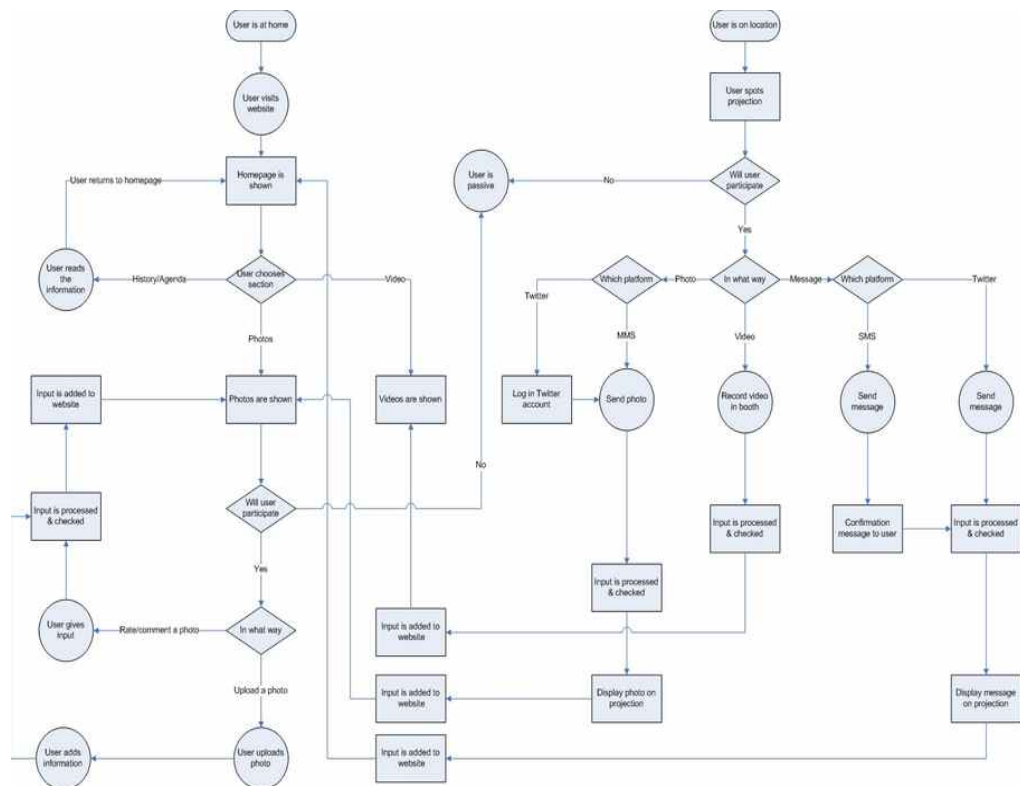 User is at home
User is on location
User visits
website
User spots
projection
User returns to homepage
Homepage is
shown
User is
passive
No
Will user
participate
Yes
User reads
the
information
History/Agenda
User chooses
section
Video
Which platform
Photo
In what way
Message
Which platform
Twitter
Twitter
MMS
Video
SMS
Photos
Input is added to
website
Photos are shown
Videos are shown
Log in Twitter
account
Send photo
Record video
in booth
Send
message
Send
message
No
Input is processed
& checked
Will user
participate
Input is processed
& checked
Confirmation
message to user
Input is processed
& checked
Yes
Input is processed
& checked
User gives
input
Rate/comment a photo
In what way
Input is added to
website
Upload a photo
Input is added to
website
Display photo on
projection
Display message
on projection
User adds
information
User uploads
photo
Input is added to
website